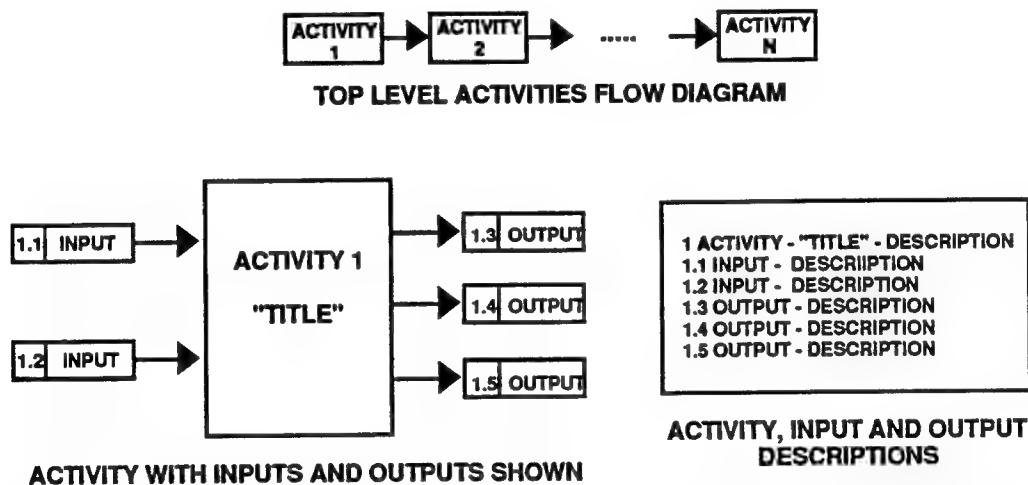 ACTIVITY 1
ACTIVITY 2
.....
ACTIVITY N
TOP LEVEL ACTIVITIES FLOW DIAGRAM
1.1 INPUT
1.2 INPUT
ACTIVITY 1
"TITLE"
1.3 OUTPUT
1.4 OUTPUT
1.5 OUTPUT
ACTIVITY WITH INPUTS AND OUTPUTS SHOWN
1 ACTIVITY - "TITLE" - DESCRIPTION
1.1 INPUT - DESCRIIPTION
1.2 INPUT - DESCRIPTION
1.3 OUTPUT - DESCRIPTION
1.4 OUTPUT - DESCRIPTION
1.5 OUTPUT - DESCRIPTION
ACTIVITY, INPUT AND OUTPUT
DESCRIPTIONS